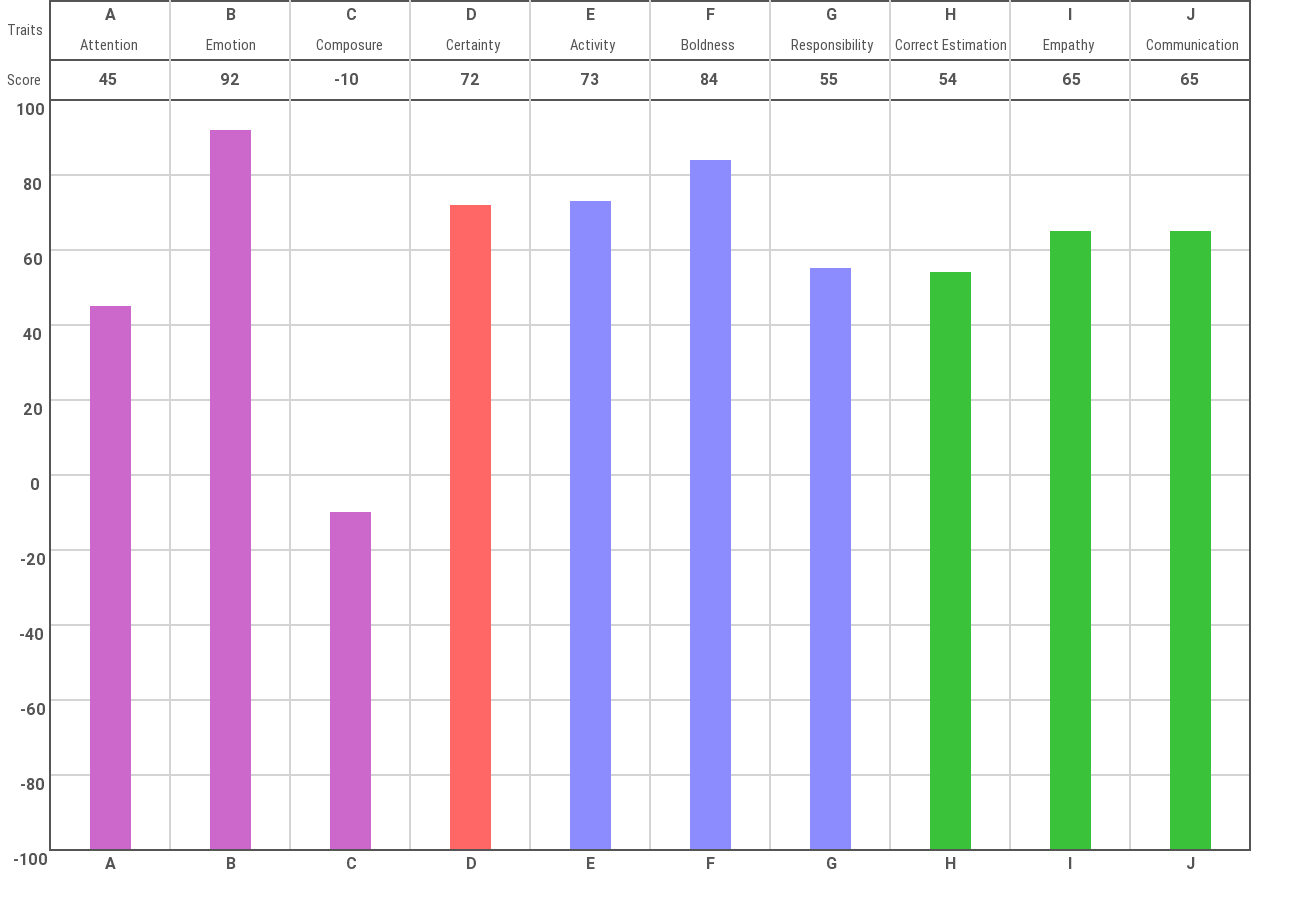 Traits A B C D E F G H I J
Attention Emotion Composure Certainty Activity Boldness Responsibility Correct Estimation Empathy Communication
Score 45 92 -10 72 73 84 55 54 65 65
100
80
60
40
20
0
-20
-40
-60
-80
-100
A B C D E F G H I J